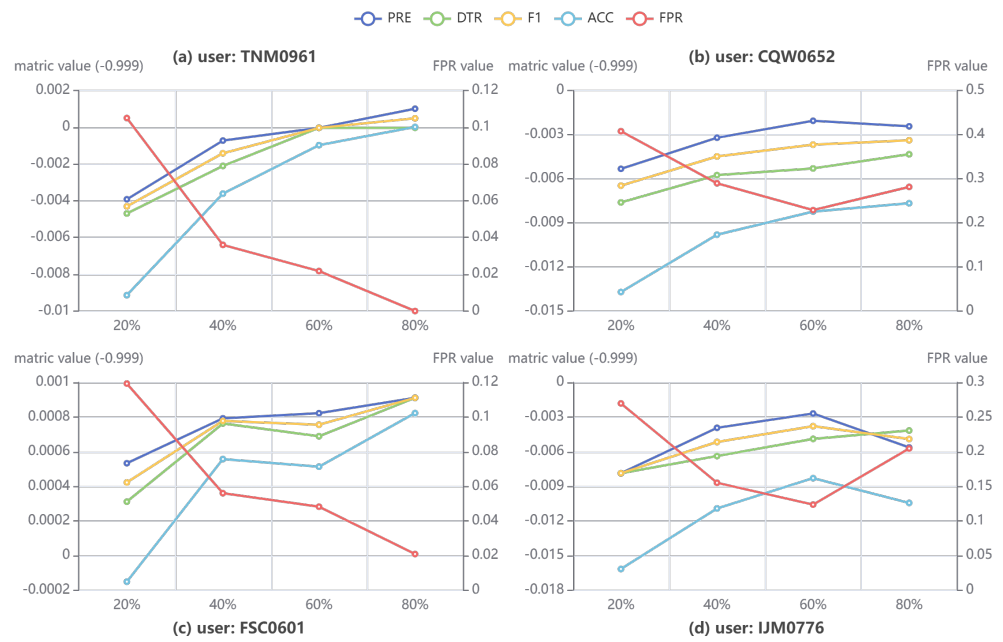 PRE DTR F1 ACC FPR
(a) user: TNM0961 (b) user: CQW0652
matric value (-0.999) FPR value matric value (-0.999) FPR value
0.002 0.12 0 0.5
0 0.1 -0.003 0.4
-0.002 0.08 -0.006 0.3
-0.004 0.06 -0.009 0.2
-0.006 0.04 -0.012 0.1
-0.008 0.02 -0.015 0
-0.01 0
20% 40% 60% 80% 20% 40% 60% 80%
matric value (-0.999) FPR value matric value (-0.999) FPR value
0.001 0.12 0 0.3
0.0008 0.1 -0.003 0.25
0.0006 0.08 -0.006 0.2
0.0004 0.06 -0.009 0.15
0.0002 0.04 -0.012 0.1
0 0.02 -0.015 0.05
-0.0002 0 -0.018 0
20% 40% 60% 80% 20% 40% 60% 80%
(c) user: FSC0601 (d) user: IJM0776